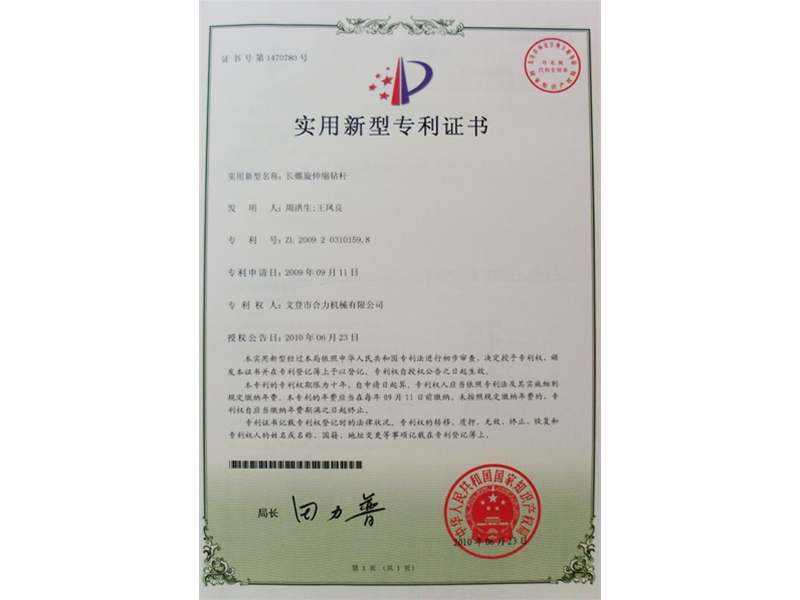 证书号第1470780号
实用新型专利证书
实用新型名称：长螺旋伸缩钻杆
发 明 人：周洪生;王凤良
专 利 号：ZL 2009 2 0310159.8
专利申请日：2009年09月11日
专 利 权 人：文登市合力机械有限公司
授权公告日：2010年06月23日
本实用新型经过本局依照中华人民共和国专利法进行初步审查，决定授予专利权，颁
发本证书并在专利登记簿上予以登记。专利权自授权公告之日起生效。
本专利的专利权期限为十年，自申请日起算。专利权人应当依照专利法及其实施细则
规定缴纳年费。本专利的年费应当在每年09月11日前缴纳。未按照规定缴纳年费的，专
利权自应当缴纳年费期满之日起终止。
专利证书记载专利权登记时的法律状况。专利权的转移、质押、无效、终止、恢复和
专利权人的姓名或名称、国籍、地址变更等事项记载在专利登记簿上。
局长 田力普
中华人民共和国国家知识产权局
2010年06月23日
第1页（共1页）